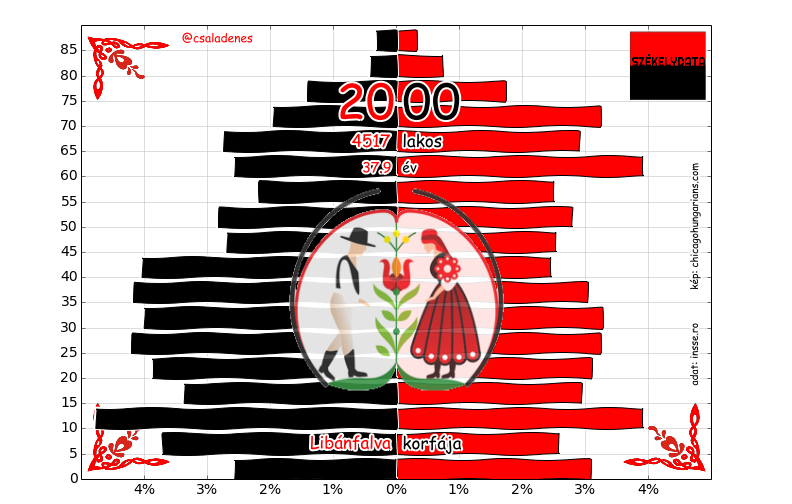 @csaladenes
SZÉKELYDATA
2000
4517 lakos
37.9 év
kép: chicagohungarians.com
adat: insse.ro
Libánfalva korfája
85
80
75
70
65
60
55
50
45
40
35
30
25
20
15
10
5
0
4% 3% 2% 1% 0% 1% 2% 3% 4%